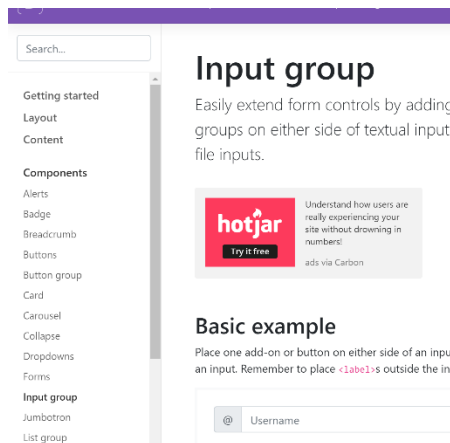 Search...
Getting started
Layout
Content
Components
Alerts
Badge
Breadcrumb
Buttons
Button group
Card
Carousel
Collapse
Dropdowns
Forms
Input group
Jumbotron
List group
Input group
Easily extend form controls by adding
groups on either side of textual input
file inputs.
hotjar
Try it free
Understand how users are
really experiencing your
site without drowning in
numbers!
ads via Carbon
Basic example
Place one add-on or button on either side of an inpu
an input. Remember to place <label>s outside the in
@ Username